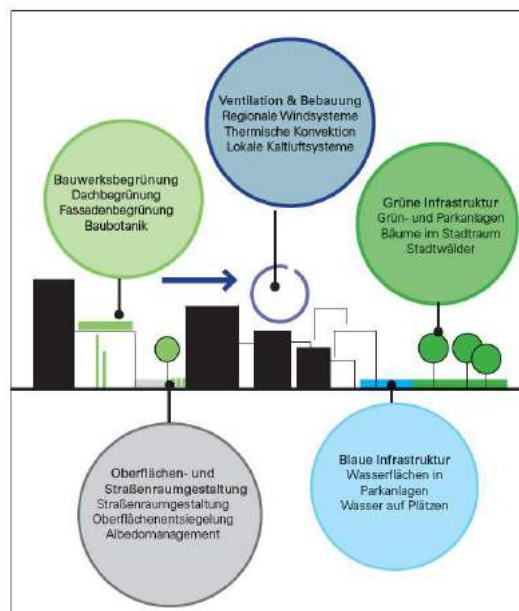 Ventilation & Bebauung
Regionale Windsysteme
Thermische Konvektion
Lokale Kaltluftsysteme
Bauwerksbegrünung
Dachbegrünung
Fassadenbegrünung
Baubotanik
Grüne Infrastruktur
Grün- und Parkanlagen
Bäume im Stadtraum
Stadtwälder
Oberflächen- und
Straßenraumgestaltung
Straßenraumgestaltung
Oberflächenentsiegelung
Albedomanagement
Blaue Infrastruktur
Wasserflächen in
Parkanlagen
Wasser auf Plätzen